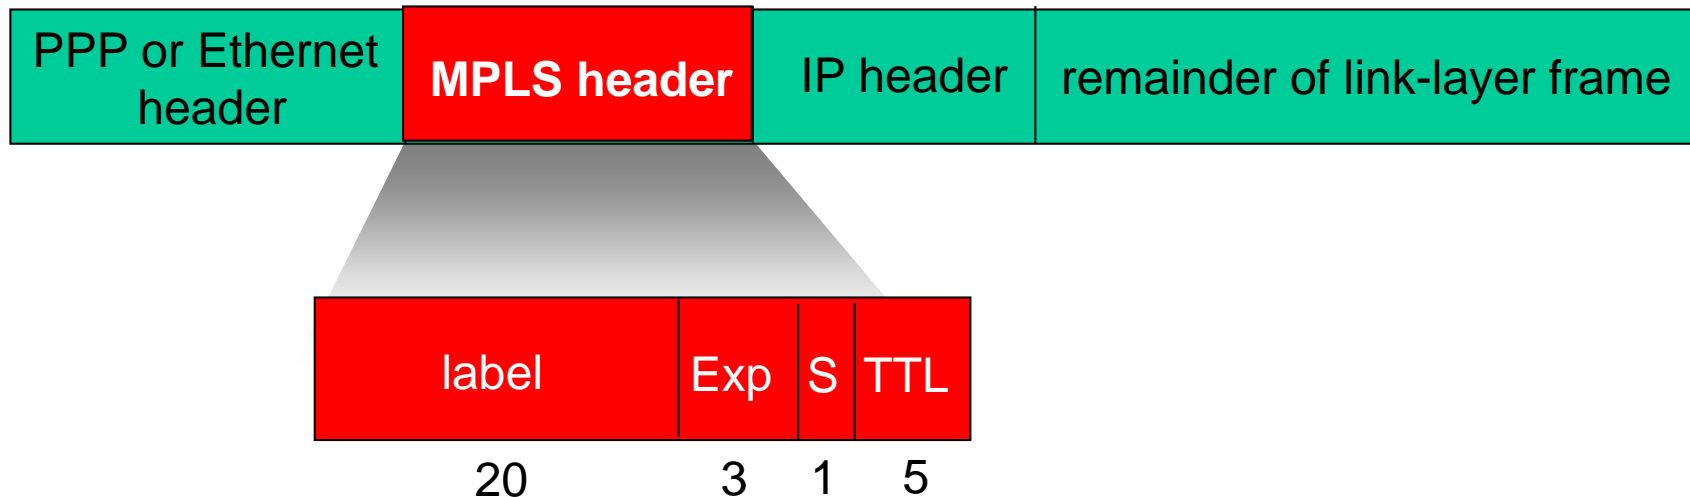 PPP or Ethernet
header
MPLS header
IP header
remainder of link-layer frame
label
Exp
S
TTL
20
3
1
5